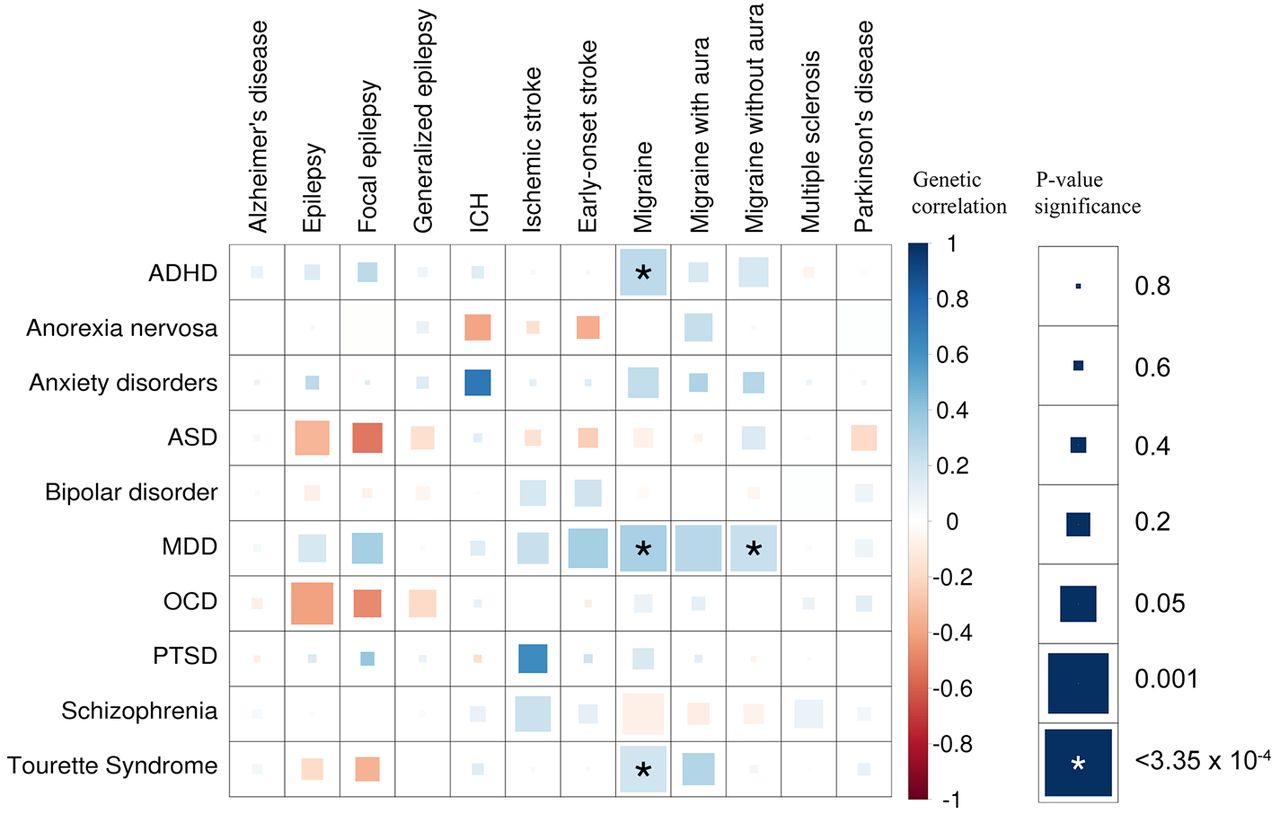 Alzheimer's disease
Epilepsy
Focal epilepsy
Generalized epilepsy
ICH
Ischemic stroke
Early-onset stroke
Migraine
Migraine with aura
Migraine without aura
Multiple sclerosis
Parkinson's disease
ADHD
Anorexia nervosa
Anxiety disorders
ASD
Bipolar disorder
MDD
OCD
PTSD
Schizophrenia
Tourette Syndrome
*
* *
*
Genetic
correlation
1
0.8
0.6
0.4
0.2
0
-0.2
-0.4
-0.6
-0.8
-1
P-value
significance
0.8
0.6
0.4
0.2
0.05
0.001
* <3.35 x 10-4